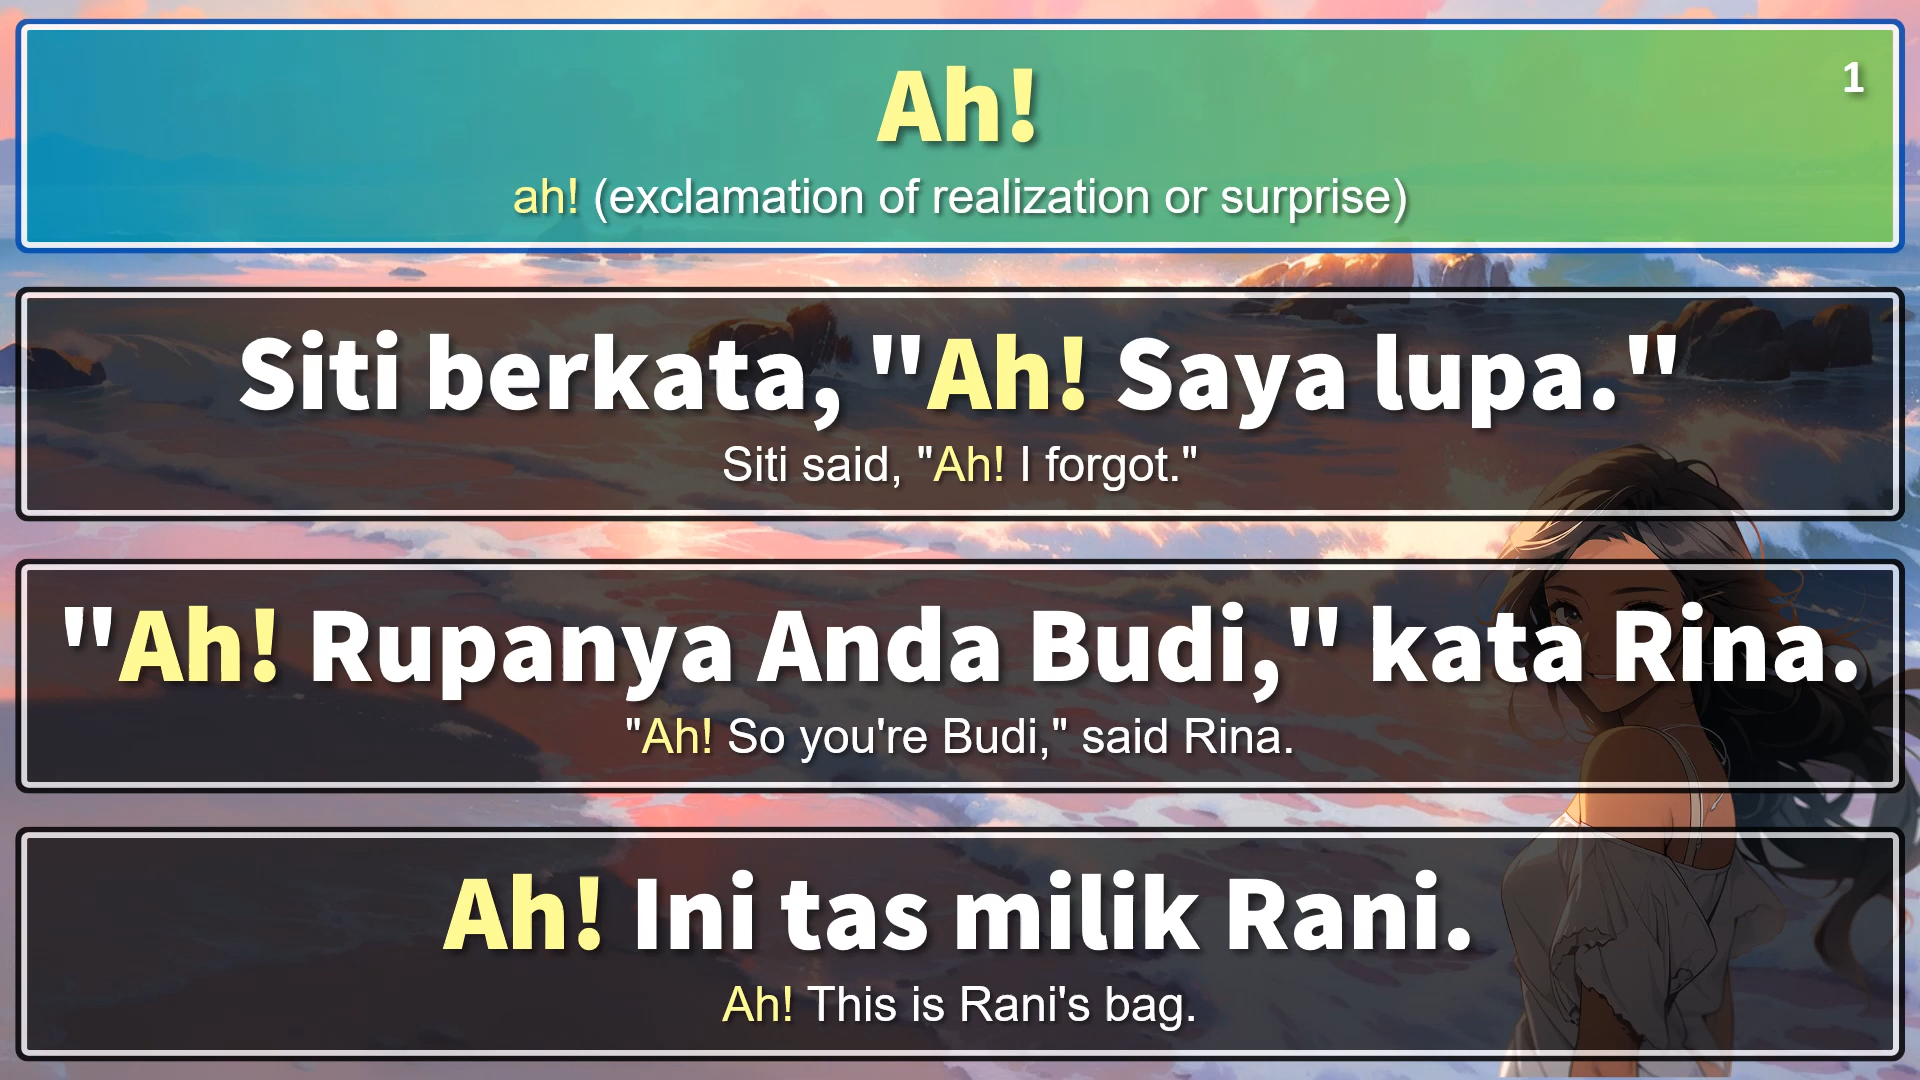 Ah!
1
ah! (exclamation of realization or surprise)
Siti berkata, "Ah! Saya lupa."
Siti said, "Ah! I forgot."
"Ah! Rupanya Anda Budi," kata Rina.
"Ah! So you're Budi," said Rina.
Ah! Ini tas milik Rani.
Ah! This is Rani's bag.